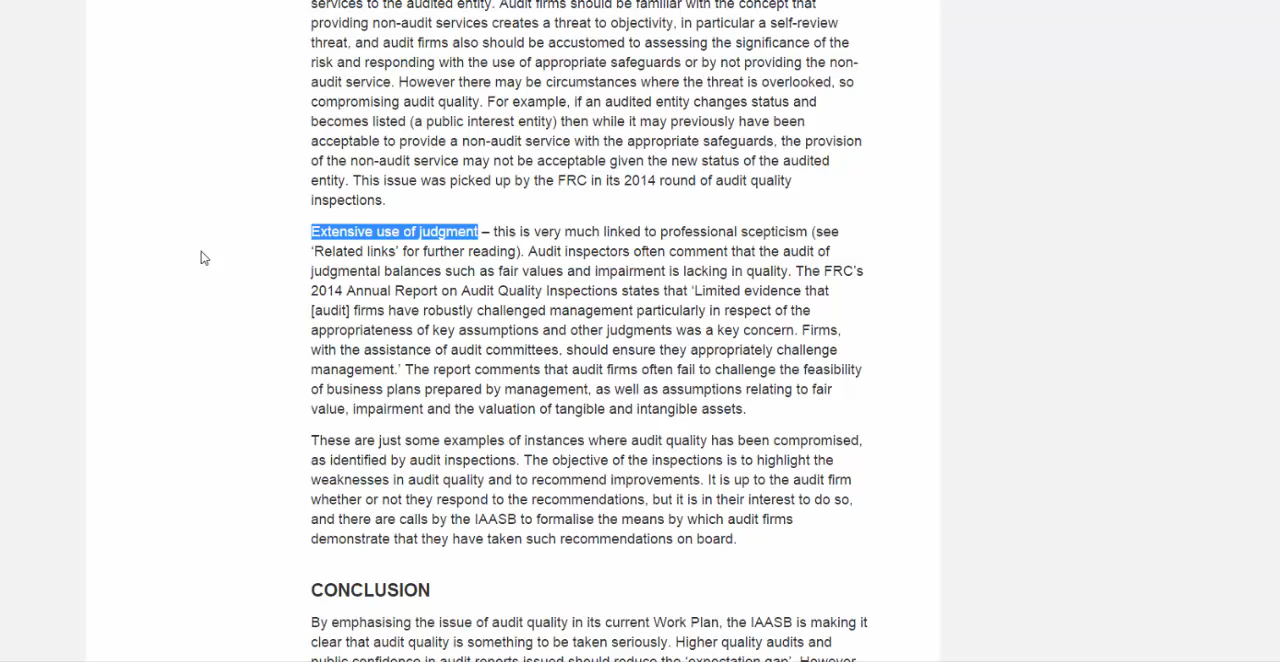 services to the audited entity. Audit firms should be familiar with the concept that
providing non-audit services creates a threat to objectivity, in particular a self-review
threat, and audit firms also should be accustomed to assessing the significance of the
risk and responding with the use of appropriate safeguards or by not providing the non-
audit service. However there may be circumstances where the threat is overlooked, so
compromising audit quality. For example, if an audited entity changes status and
becomes listed (a public interest entity) then while it may previously have been
acceptable to provide a non-audit service with the appropriate safeguards, the provision
of the non-audit service may not be acceptable given the new status of the audited
entity. This issue was picked up by the FRC in its 2014 round of audit quality
inspections.
Extensive use of judgment – this is very much linked to professional scepticism (see
‘Related links’ for further reading). Audit inspectors often comment that the audit of
judgmental balances such as fair values and impairment is lacking in quality. The FRC’s
2014 Annual Report on Audit Quality Inspections states that ‘Limited evidence that
[audit] firms have robustly challenged management particularly in respect of the
appropriateness of key assumptions and other judgments was a key concern. Firms,
with the assistance of audit committees, should ensure they appropriately challenge
management.’ The report comments that audit firms often fail to challenge the feasibility
of business plans prepared by management, as well as assumptions relating to fair
value, impairment and the valuation of tangible and intangible assets.
These are just some examples of instances where audit quality has been compromised,
as identified by audit inspections. The objective of the inspections is to highlight the
weaknesses in audit quality and to recommend improvements. It is up to the audit firm
whether or not they respond to the recommendations, but it is in their interest to do so,
and there are calls by the IAASB to formalise the means by which audit firms
demonstrate that they have taken such recommendations on board.
CONCLUSION
By emphasising the issue of audit quality in its current Work Plan, the IAASB is making it
clear that audit quality is something to be taken seriously. Higher quality audits and
public confidence in audit reports issued should reduce the ‘expectation gap’. However,